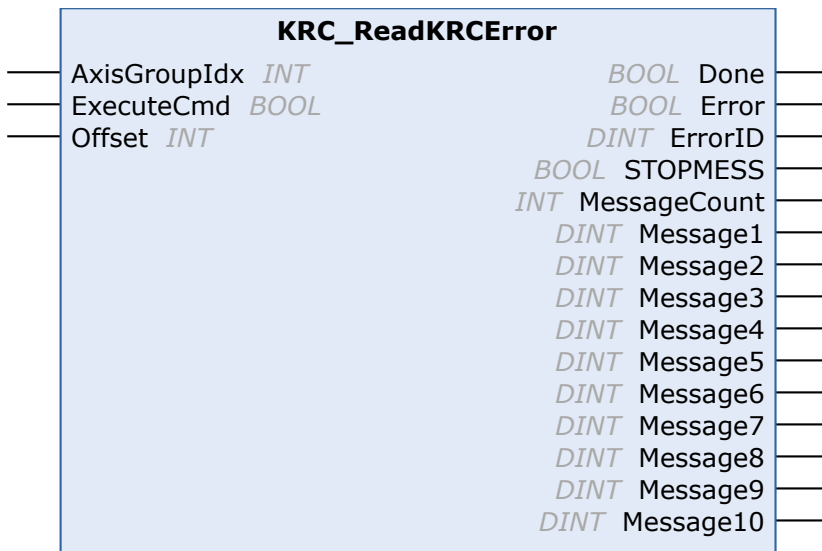 KRC_ReadKRCError
AxisGroupIdx INT BOOL Done
ExecuteCmd BOOL BOOL Error
Offset INT DINT ErrorID
BOOL STOPMESS
INT MessageCount
DINT Message1
DINT Message2
DINT Message3
DINT Message4
DINT Message5
DINT Message6
DINT Message7
DINT Message8
DINT Message9
DINT Message10